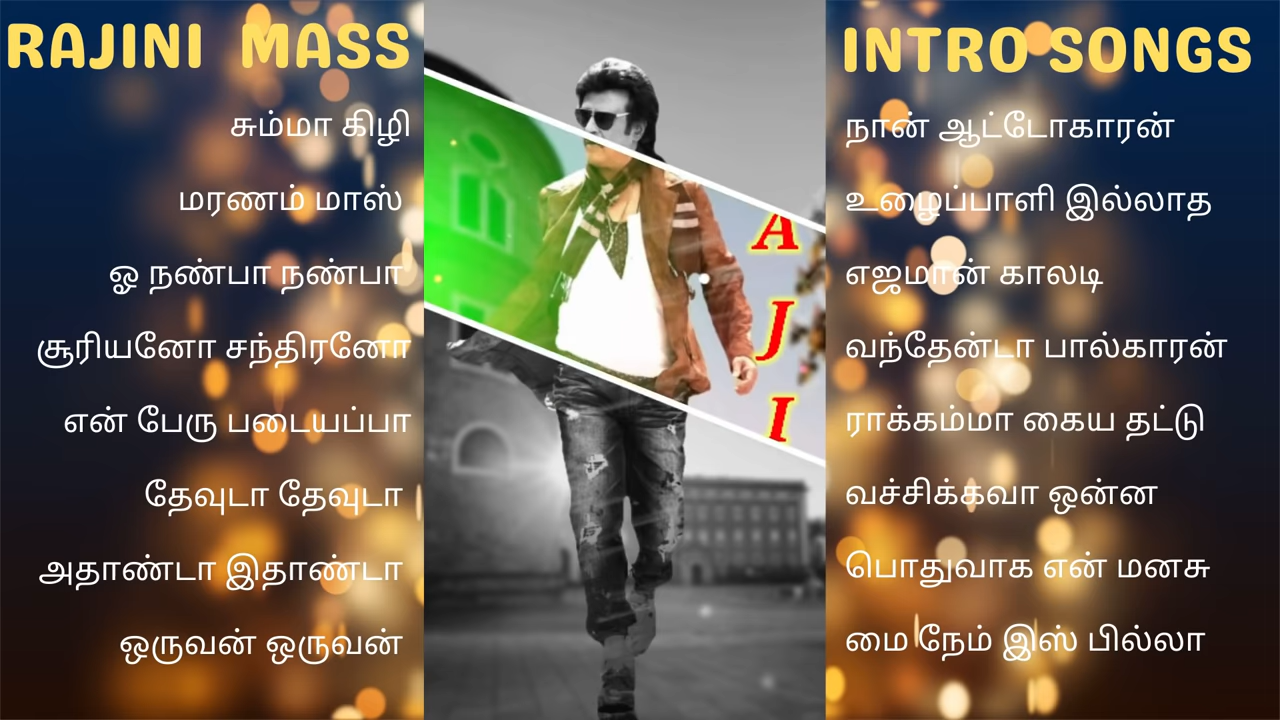 RAJINI MASS
சும்மா கிழி
மரணம் மாஸ்
ஓ நண்பா நண்பா
சூரியனோ சந்திரனோ
என் பேரு படையப்பா
தேவுடா தேவுடா
அதாண்டா இதாண்டா
ஒருவன் ஒருவன்
A
J
I
INTRO SONGS
நான் ஆட்டோகாரன்
உழைப்பாளி இல்லாத
எஜமான் காலடி
வந்தேன்டா பால்காரன்
ராக்கம்மா கைய தட்டு
வச்சிக்கவா ஒன்ன
பொதுவாக என் மனசு
மை நேம் இஸ் பில்லா